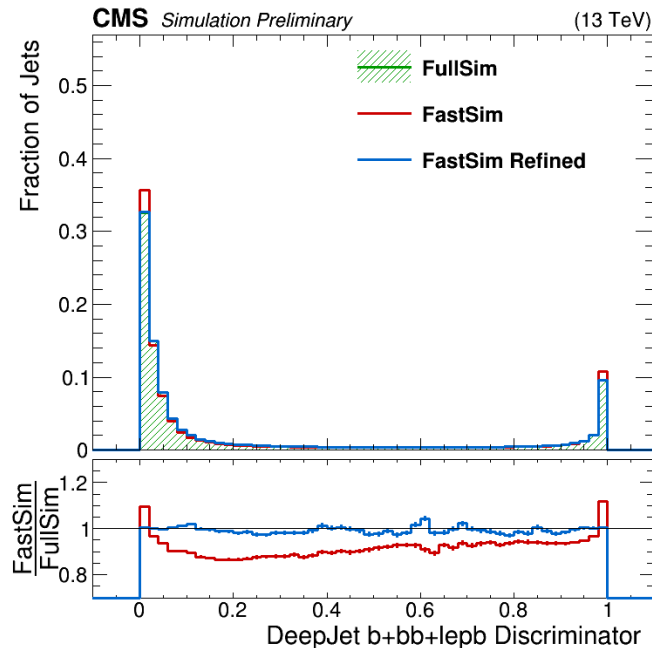 CMS Simulation Preliminary (13 TeV)
Fraction of Jets
0.5
0.4
0.3
0.2
0.1
0
FullSim
FastSim
FastSim Refined
FastSim
FullSim
1.2
1
0.8
0 0.2 0.4 0.6 0.8 1
DeepJet b+bb+lepb Discriminator